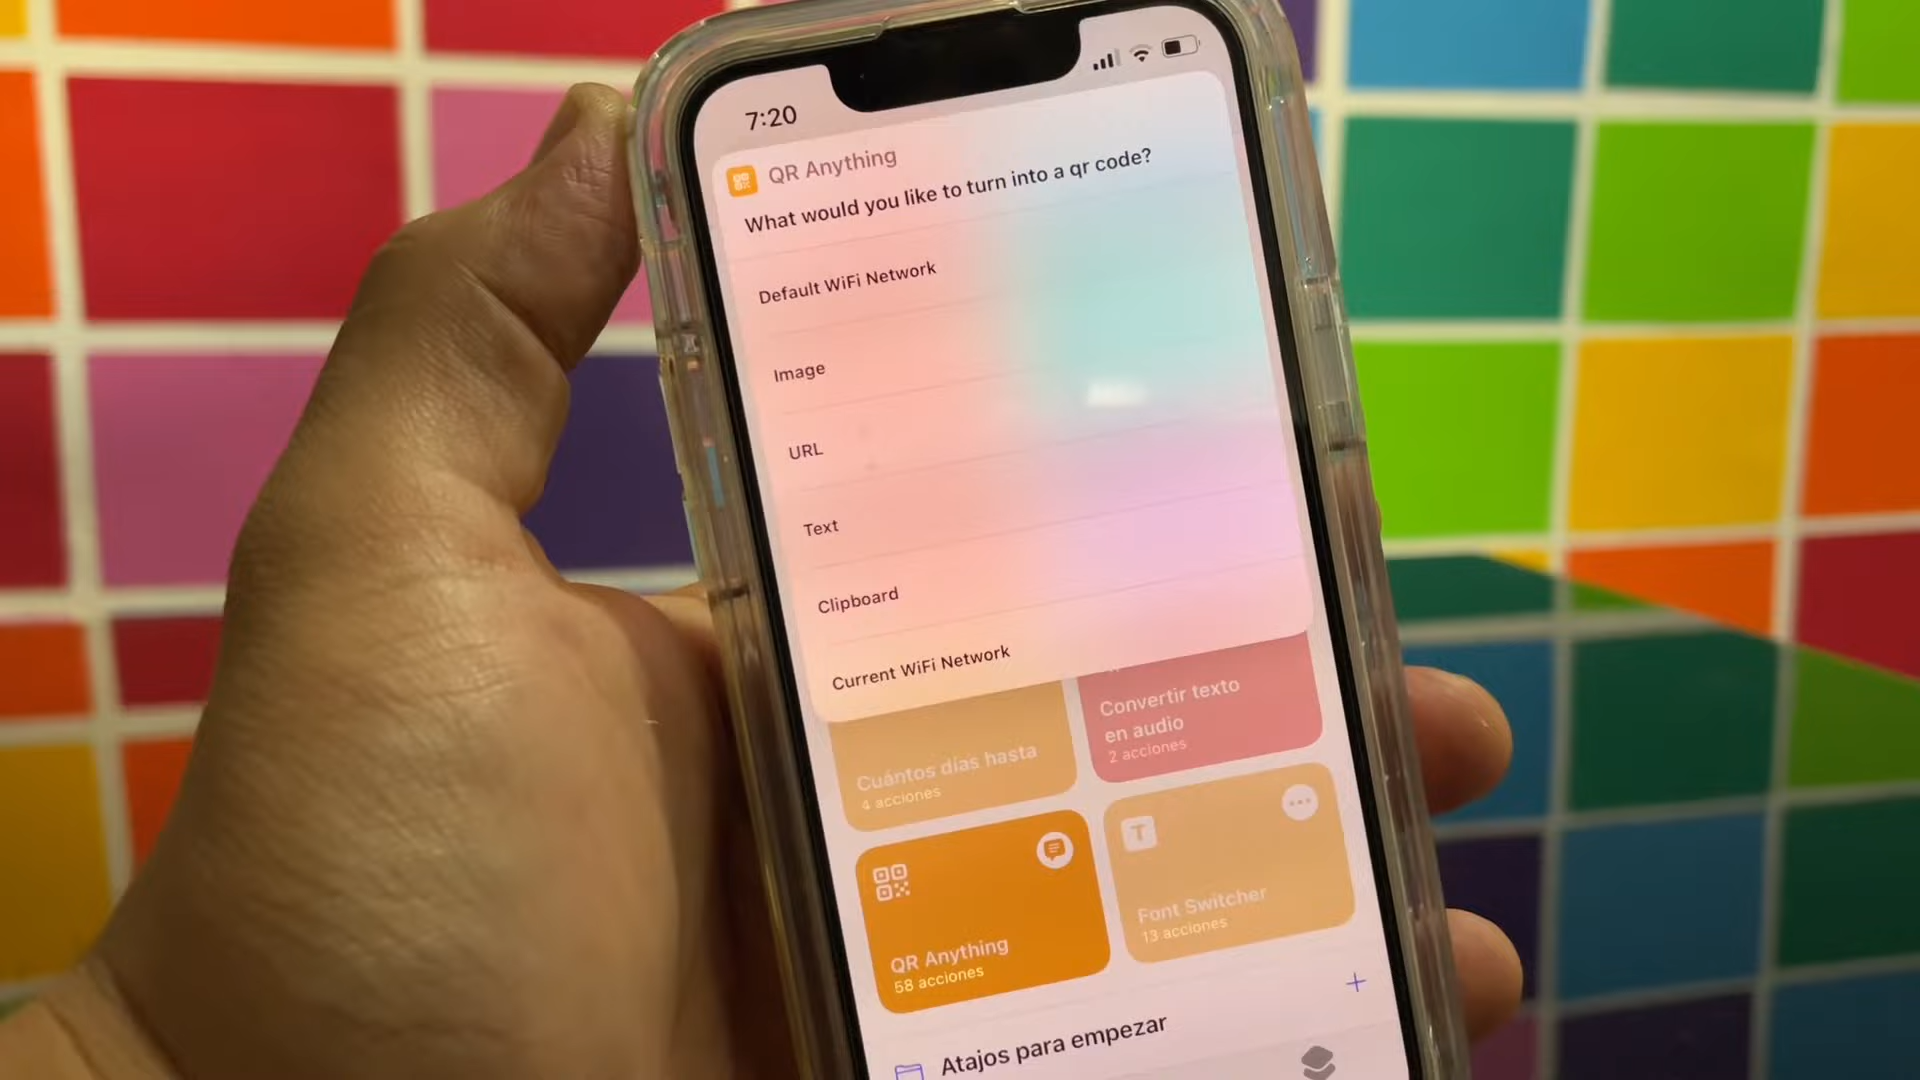 7:20
QR Anything
What would you like to turn into a qr code?
Default WiFi Network
Image
URL
Text
Clipboard
Current WiFi Network
Cuántos días hasta
4 acciones
Convertir texto
en audio
2 acciones
QR Anything
58 acciones
T
Font Switcher
13 acciones
Atajos para empezar